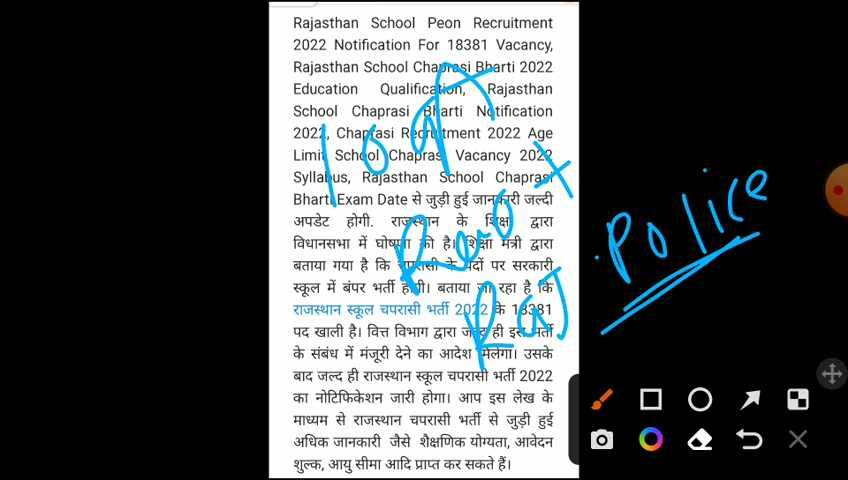 Rajasthan School Peon Recruitment
2022 Notification For 18381 Vacancy,
Rajasthan School Chaprasi Bharti 2022
Education Qualification, Rajasthan
School Chaprasi Bharti Notification
2022, Chaprasi Recruitment 2022 Age
Limit, School Chaprasi Vacancy 2022
Syllabus, Rajasthan School Chaprasi
Bharti Exam Date से जुड़ी हुई जानकारी जल्दी
अपडेट होगी. राजस्थान के शिक्षा द्वारा
विधानसभा में घोषणा की है। शिक्षा मंत्री द्वारा
बताया गया है कि चपरासी के पदों पर सरकारी
स्कूल में बंपर भर्ती होगी। बताया जा रहा है कि
राजस्थान स्कूल चपरासी भर्ती 2022 के 18381
पद खाली है। वित्त विभाग द्वारा जल्द ही इस भर्ती
के संबंध में मंजूरी देने का आदेश मिलेगा। उसके
बाद जल्द ही राजस्थान स्कूल चपरासी भर्ती 2022
का नोटिफिकेशन जारी होगा। आप इस लेख के
माध्यम से राजस्थान चपरासी भर्ती से जुड़ी हुई
अधिक जानकारी जैसे शैक्षणिक योग्यता, आवेदन
शुल्क, आयु सीमा आदि प्राप्त कर सकते हैं।
Raj
Police